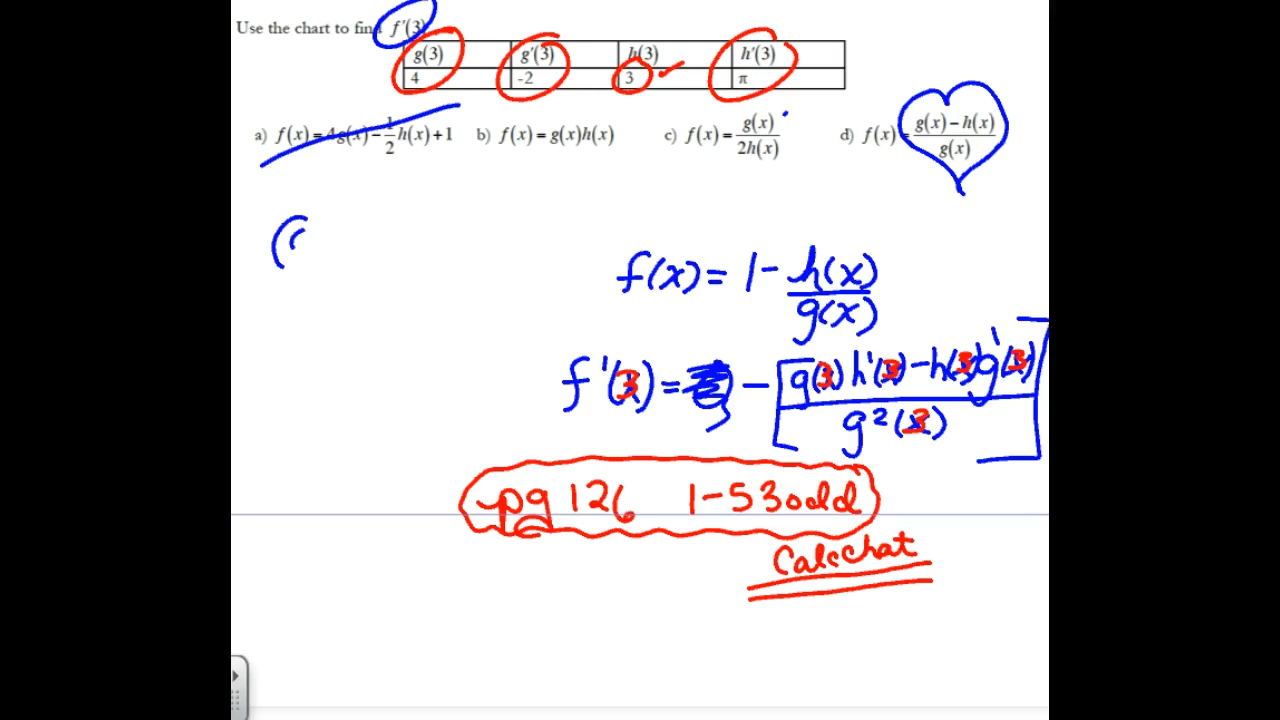 Use the chart to find f'(3)
g(3) g'(3) h(3) h'(3)
4 -2 3 π
a) f(x) = 4g(x) − 1/2 h(x) + 1 b) f(x) = g(x)h(x) c) f(x) = g(x)/2h(x) d) f(x) = g(x) − h(x)/g(x)
f(x) = 1 - h(x)/g(x)
f'(3) = - [g(3) h'(3) - h(3) g'(3)/g²(3)]
pg 126 1-53 odd
CalcChat